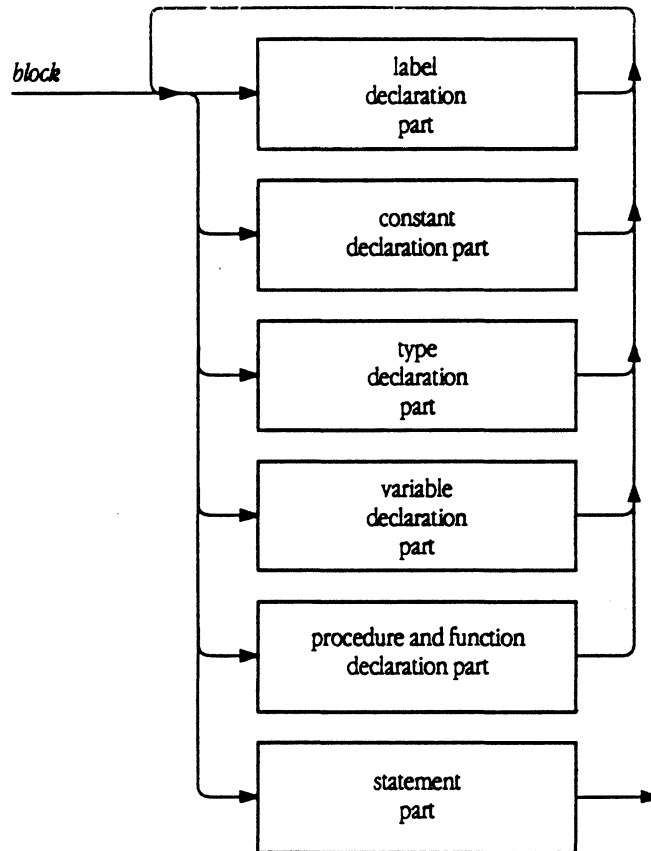 block
label
declaration
part
constant
declaration part
type
declaration
part
variable
declaration
part
procedure and function
declaration part
statement
part